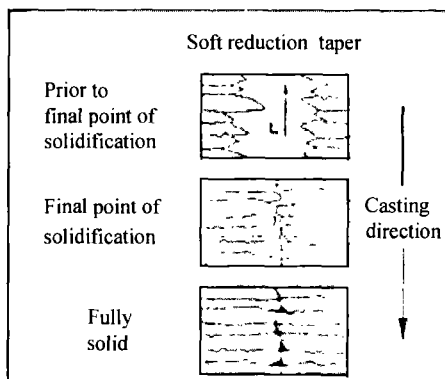 Soft reduction taper
Prior to
final point of
solidification
L
Final point of
solidification
Casting
direction
Fully
solid